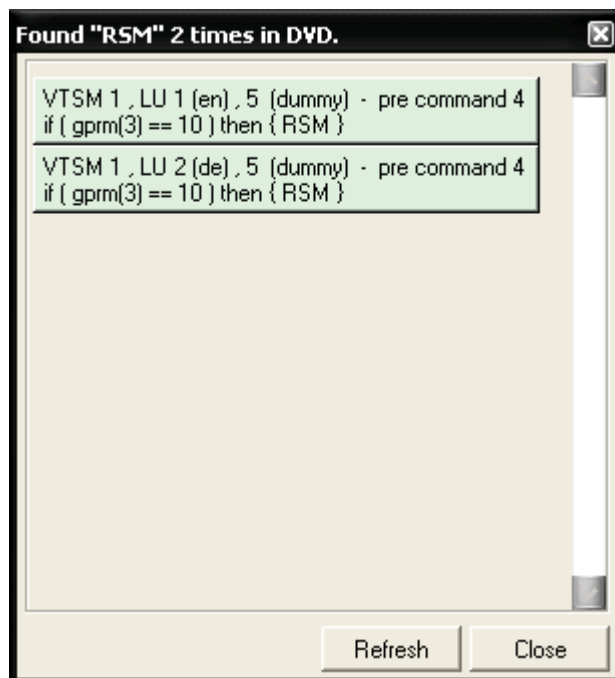 Found "RSM" 2 times in DVD.
VTSM 1 , LU 1 (en) , 5 (dummy) - pre command 4
if ( gprm(3) == 10 ) then { RSM }
VTSM 1 , LU 2 (de) , 5 (dummy) - pre command 4
if ( gprm(3) == 10 ) then { RSM }
Refresh Close